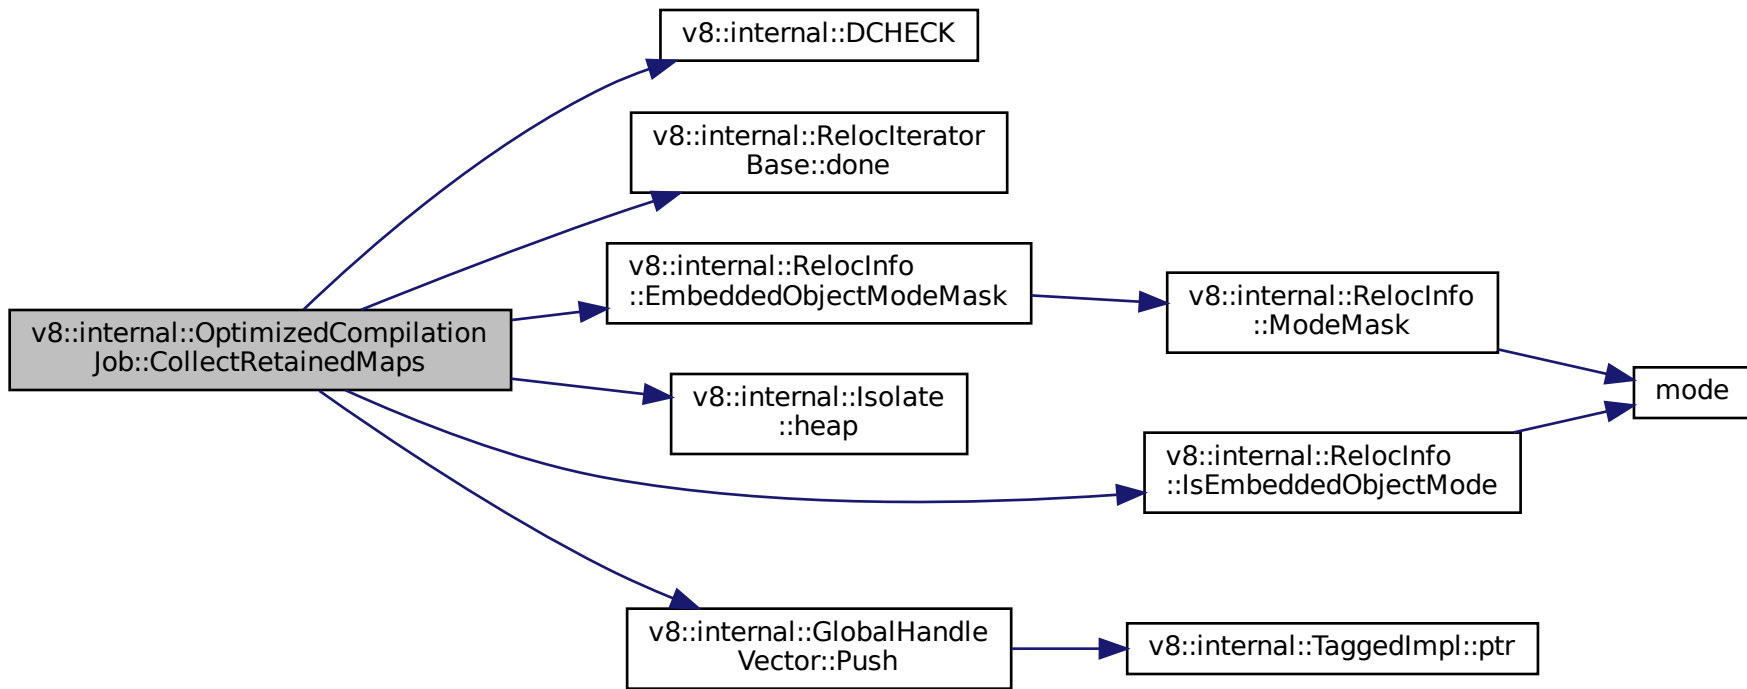 v8::internal::DCHECK
v8::internal::RelocIterator
Base::done
v8::internal::RelocInfo
::EmbeddedObjectModeMask
v8::internal::RelocInfo
::ModeMask
v8::internal::OptimizedCompilation
Job::CollectRetainedMaps
mode
v8::internal::Isolate
::heap
v8::internal::RelocInfo
::IsEmbeddedObjectMode
v8::internal::GlobalHandle
Vector::Push
v8::internal::TaggedImpl::ptr